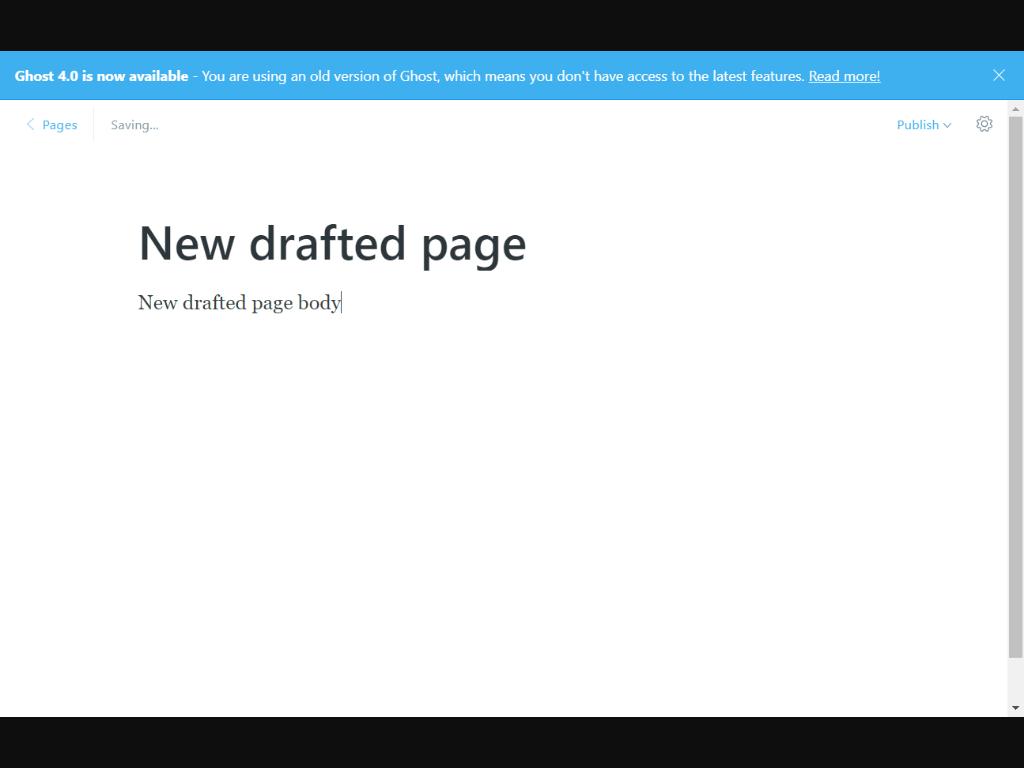 Ghost 4.0 is now available - You are using an old version of Ghost, which means you don't have access to the latest features. Read more!
Pages Saving... Publish
New drafted page
New drafted page body